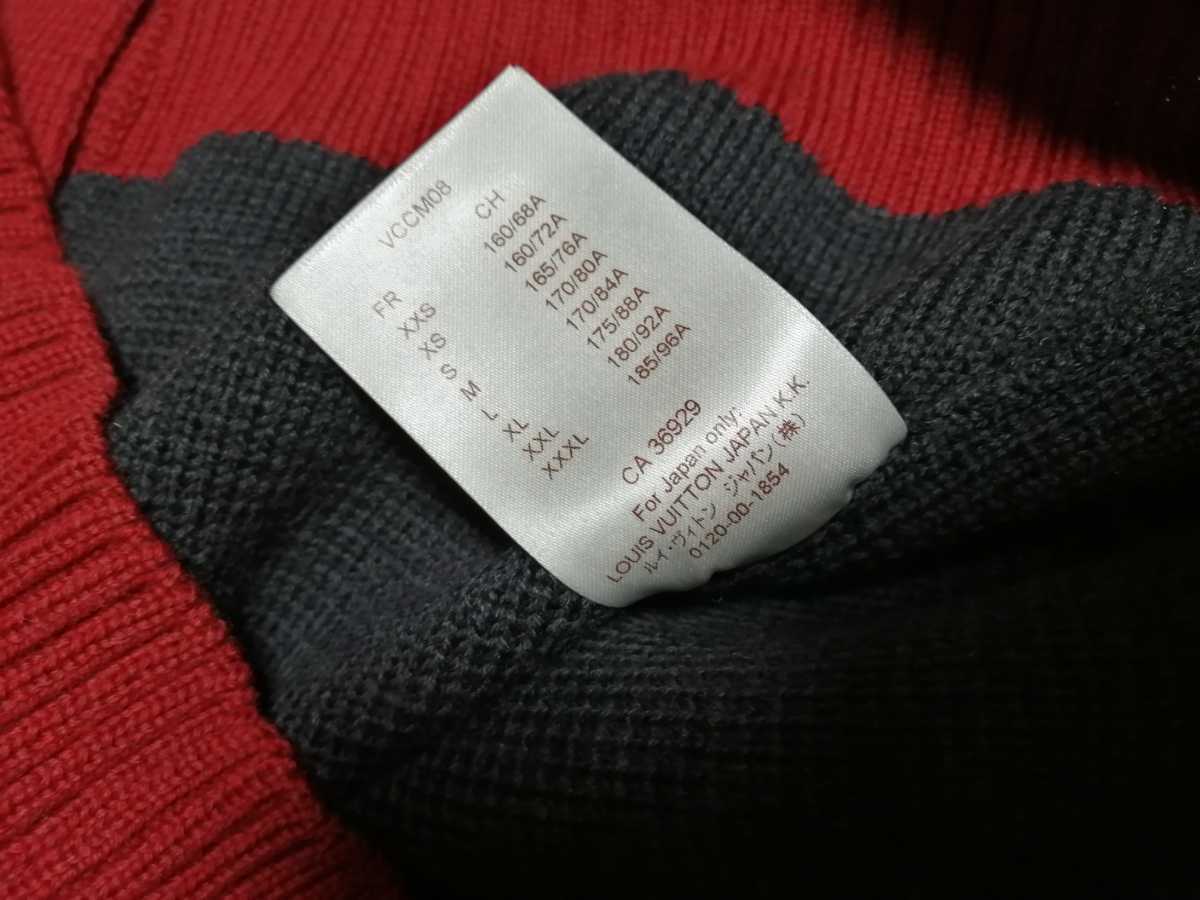 VCCM08
FR CH
XXS 160/68A
XS 160/72A
S 165/76A
M 170/80A
L 170/84A
XL 175/88A
XXL 180/92A
XXXL 185/96A
CA 36929
For Japan only:
LOUIS VUITTON JAPAN K.K.
ルイ・ヴィトン ジャパン(株)
0120-00-1854